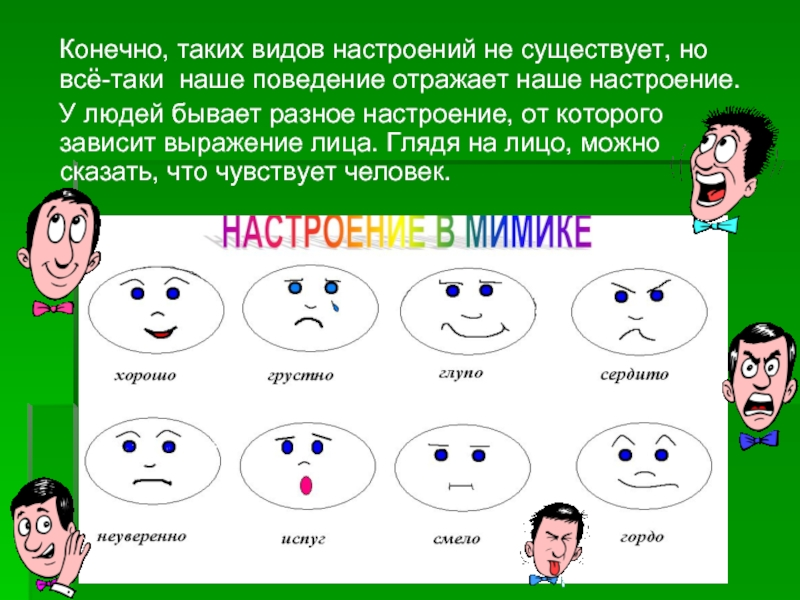 Конечно, таких видов настроений не существует, но
всё-таки наше поведение отражает наше настроение.
У людей бывает разное настроение, от которого
зависит выражение лица. Глядя на лицо, можно
сказать, что чувствует человек.
НАСТРОЕНИЕ В МИМИКЕ
хорошо грустно глупо сердито
неуверенно испуг смело гордо